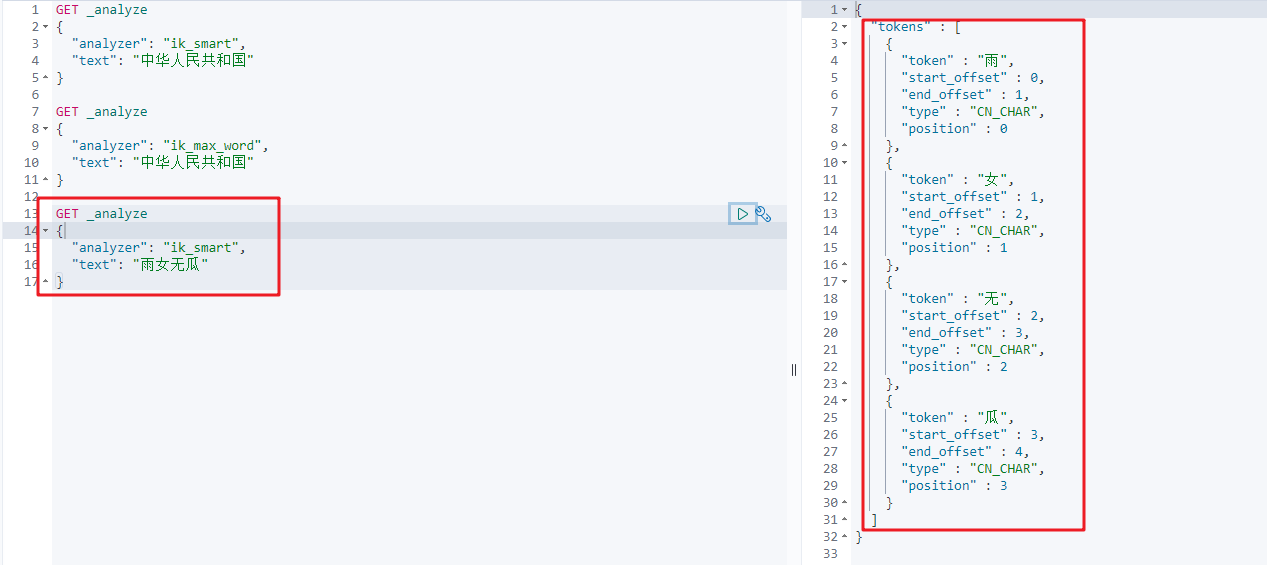 1 GET _analyze
2 {
3 "analyzer": "ik_smart",
4 "text": "中华人民共和国"
5 }
6
7 GET _analyze
8 {
9 "analyzer": "ik_max_word",
10 "text": "中华人民共和国"
11 }
12
13 GET _analyze
14 {
15 "analyzer": "ik_smart",
16 "text": "雨女无瓜"
17 }
1 {
2 "tokens" : [
3 {
4 "token" : "雨",
5 "start_offset" : 0,
6 "end_offset" : 1,
7 "type" : "CN_CHAR",
8 "position" : 0
9 },
10 {
11 "token" : "女",
12 "start_offset" : 1,
13 "end_offset" : 2,
14 "type" : "CN_CHAR",
15 "position" : 1
16 },
17 {
18 "token" : "无",
19 "start_offset" : 2,
20 "end_offset" : 3,
21 "type" : "CN_CHAR",
22 "position" : 2
23 },
24 {
25 "token" : "瓜",
26 "start_offset" : 3,
27 "end_offset" : 4,
28 "type" : "CN_CHAR",
29 "position" : 3
30 }
31 ]
32 }
33